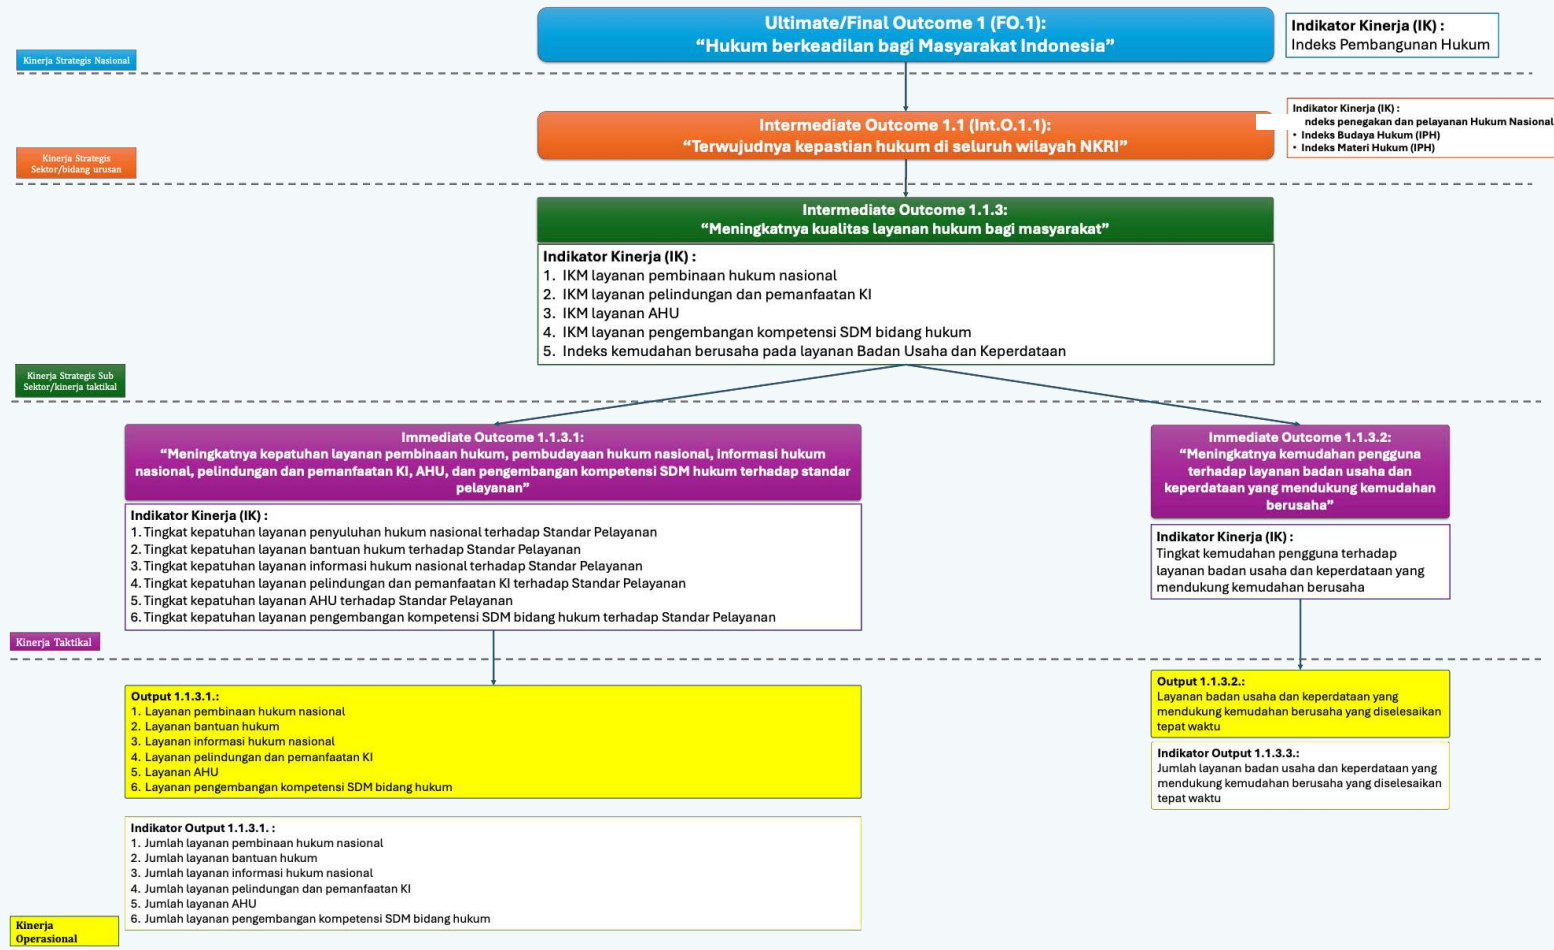 Ultimate/Final Outcome 1 (FO.1):
“Hukum berkeadilan bagi Masyarakat Indonesia”
Indikator Kinerja (IK) :
Indeks Pembangunan Hukum
Kinerja Strategis Nasional
Intermediate Outcome 1.1 (Int.O.1.1):
“Terwujudnya kepastian hukum di seluruh wilayah NKRI”
Indikator Kinerja (IK) :
ndeks penegakan dan pelayanan Hukum Nasional
• Indeks Budaya Hukum (IPH)
• Indeks Materi Hukum (IPH)
Kinerja Strategis
Sektor/bidang urusan
Intermediate Outcome 1.1.3:
“Meningkatnya kualitas layanan hukum bagi masyarakat”
Indikator Kinerja (IK) :
1. IKM layanan pembinaan hukum nasional
2. IKM layanan pelindungan dan pemanfaatan KI
3. IKM layanan AHU
4. IKM layanan pengembangan kompetensi SDM bidang hukum
5. Indeks kemudahan berusaha pada layanan Badan Usaha dan Keperdataan
Kinerja Strategis Sub
Sektor/kinerja taktikal
Immediate Outcome 1.1.3.1:
“Meningkatnya kepatuhan layanan pembinaan hukum, pembudayaan hukum nasional, informasi hukum
nasional, pelindungan dan pemanfaatan KI, AHU, dan pengembangan kompetensi SDM hukum terhadap standar
pelayanan”
Indikator Kinerja (IK) :
1. Tingkat kepatuhan layanan penyuluhan hukum nasional terhadap Standar Pelayanan
2. Tingkat kepatuhan layanan bantuan hukum terhadap Standar Pelayanan
3. Tingkat kepatuhan layanan informasi hukum nasional terhadap Standar Pelayanan
4. Tingkat kepatuhan layanan pelindungan dan pemanfaatan KI terhadap Standar Pelayanan
5. Tingkat kepatuhan layanan AHU terhadap Standar Pelayanan
6. Tingkat kepatuhan layanan pengembangan kompetensi SDM bidang hukum terhadap Standar Pelayanan
Immediate Outcome 1.1.3.2:
“Meningkatnya kemudahan pengguna
terhadap layanan badan usaha dan
keperdataan yang mendukung kemudahan
berusaha”
Indikator Kinerja (IK) :
Tingkat kemudahan pengguna terhadap
layanan badan usaha dan keperdataan yang
mendukung kemudahan berusaha
Kinerja Taktikal
Output 1.1.3.1.:
1. Layanan pembinaan hukum nasional
2. Layanan bantuan hukum
3. Layanan informasi hukum nasional
4. Layanan pelindungan dan pemanfaatan KI
5. Layanan AHU
6. Layanan pengembangan kompetensi SDM bidang hukum
Output 1.1.3.2.:
Layanan badan usaha dan keperdataan yang
mendukung kemudahan berusaha yang diselesaikan
tepat waktu
Indikator Output 1.1.3.3.:
Jumlah layanan badan usaha dan keperdataan yang
mendukung kemudahan berusaha yang diselesaikan
tepat waktu
Indikator Output 1.1.3.1. :
1. Jumlah layanan pembinaan hukum nasional
2. Jumlah layanan bantuan hukum
3. Jumlah layanan informasi hukum nasional
4. Jumlah layanan pelindungan dan pemanfaatan KI
5. Jumlah layanan AHU
6. Jumlah layanan pengembangan kompetensi SDM bidang hukum
Kinerja
Operasional